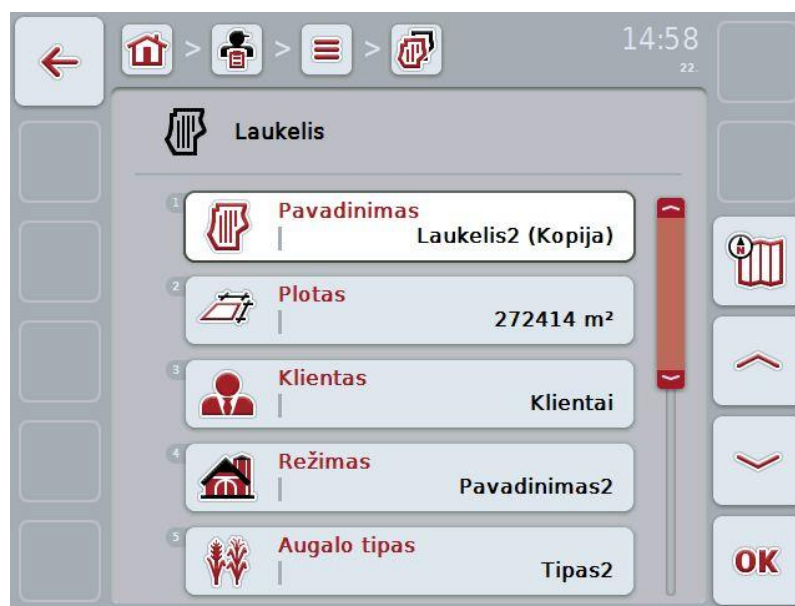 > > >
14:58
22.
Laukelis
1
Pavadinimas
Laukelis2 (Kopija)
2
Plotas
272414 m²
3
Klientas
Klientai
4
Režimas
Pavadinimas2
5
Augalo tipas
Tipas2
N
OK